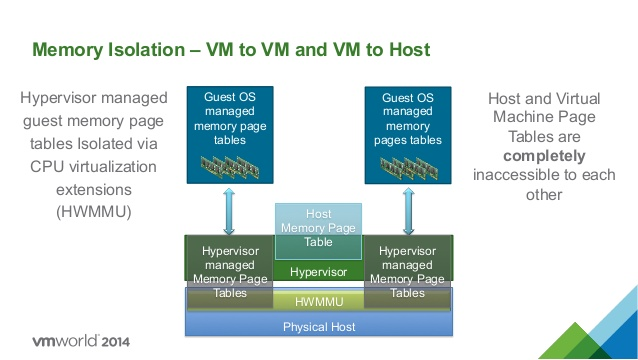 Memory Isolation – VM to VM and VM to Host
Hypervisor managed
guest memory page
tables Isolated via
CPU virtualization
extensions
(HWMMU)
Guest OS
managed
memory page
tables
Guest OS
managed
memory
pages tables
Host and Virtual
Machine Page
Tables are
completely
inaccessible to each
other
Host
Memory Page
Table
Hypervisor
managed
Memory Page
Tables
Hypervisor
Hypervisor
managed
Memory Page
Tables
HWMMU
Physical Host
vmworld 2014